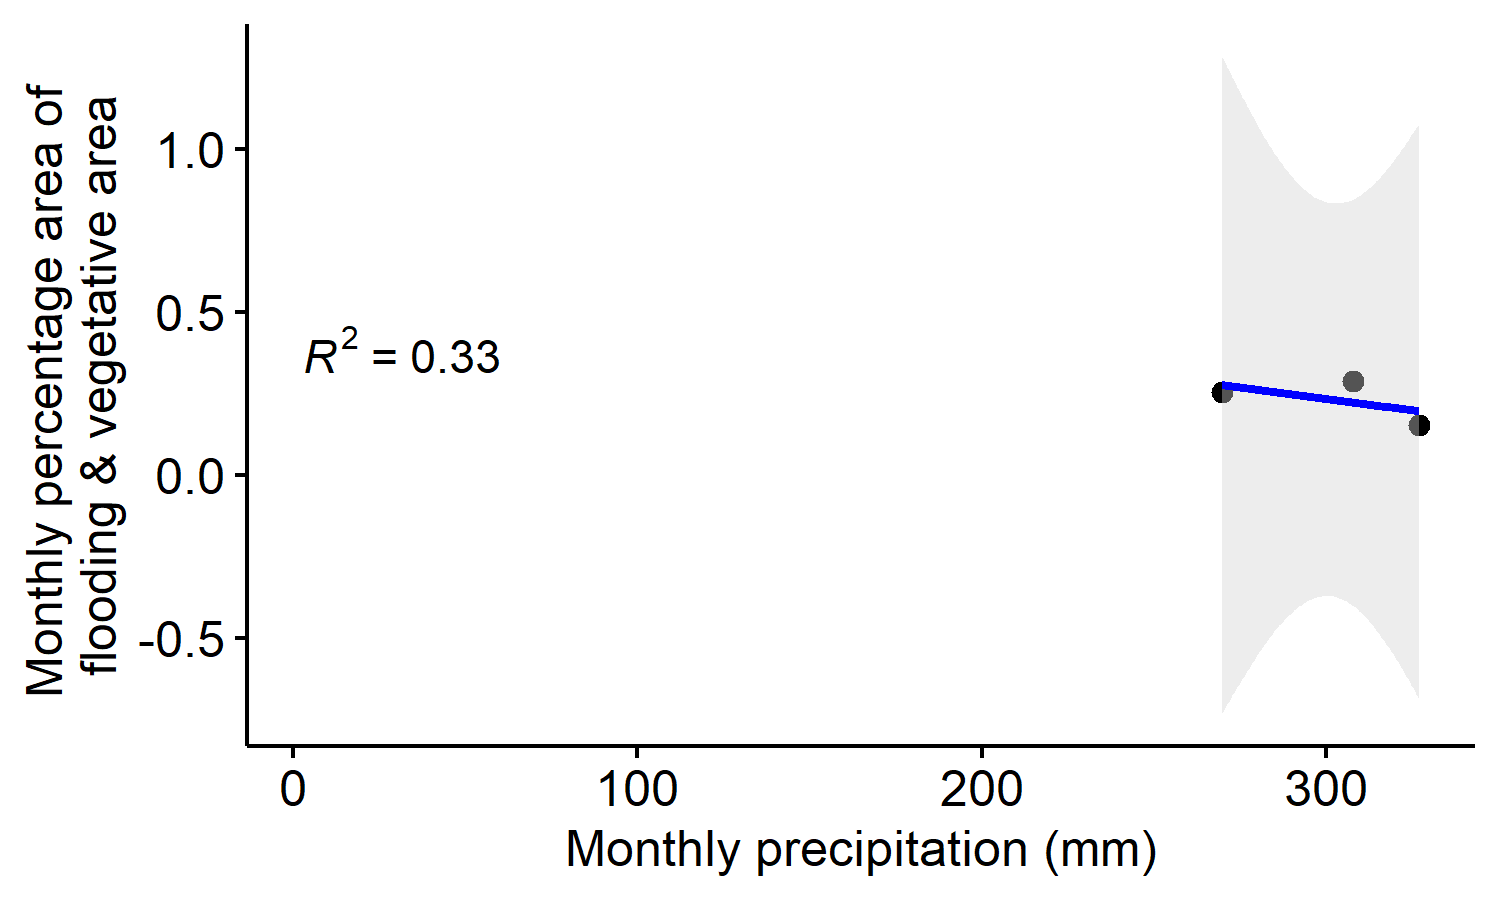 Monthly percentage area of
flooding & vegetative area
1.0
0.5
0.0
-0.5
R² = 0.33
0 100 200 300
Monthly precipitation (mm)